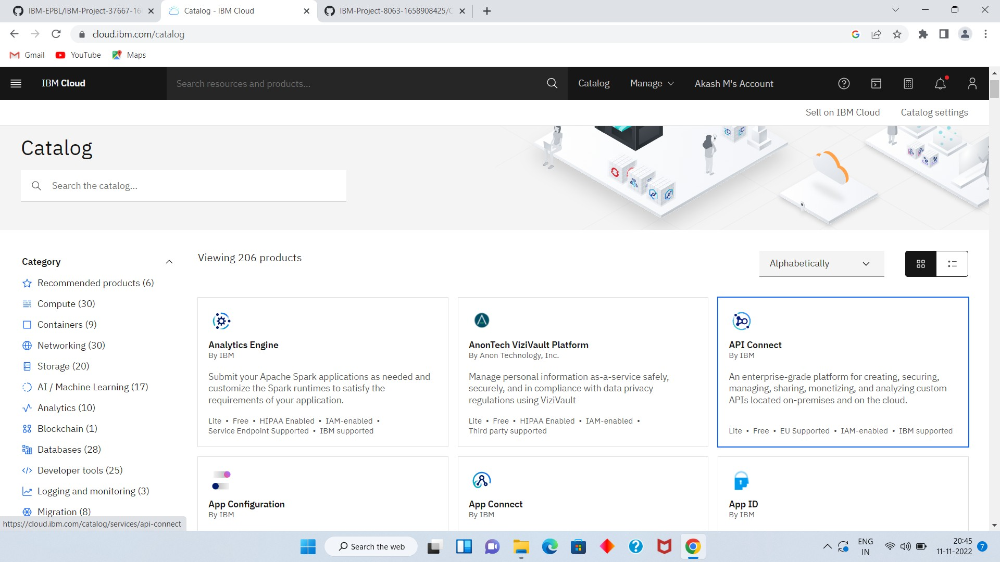 IBM-EPBL/IBM-Project-37667-16
Catalog - IBM Cloud
IBM-Project-8063-1658908425/C
cloud.ibm.com/catalog
Gmail
YouTube
Maps
IBM Cloud
Search resources and products...
Catalog
Manage
Akash M's Account
Sell on IBM Cloud
Catalog settings
Catalog
Search the catalog...
Category
Recommended products (6)
Compute (30)
Containers (9)
Networking (30)
Storage (20)
AI / Machine Learning (17)
Analytics (10)
Blockchain (1)
Databases (28)
Developer tools (25)
Logging and monitoring (3)
Migration (8)
Viewing 206 products
Alphabetically
Analytics Engine
By IBM
Submit your Apache Spark applications as needed and
customize the Spark runtimes to satisfy the
requirements of your application.
Lite • Free • HIPAA Enabled • IAM-enabled •
Service Endpoint Supported • IBM supported
AnonTech ViziVault Platform
By Anon Technology, Inc.
Manage personal information as-a-service safely,
securely, and in compliance with data privacy
regulations using ViziVault
Lite • Free • HIPAA Enabled • IAM-enabled •
Third party supported
API Connect
By IBM
An enterprise-grade platform for creating, securing,
managing, sharing, monetizing, and analyzing custom
APIs located on-premises and on the cloud.
Lite • Free • EU Supported • IAM-enabled • IBM supported
App Configuration
By IBM
App Connect
By IBM
App ID
By IBM
https://cloud.ibm.com/catalog/services/api-connect
Search the web
ENG
IN
20:45
11-11-2022
7